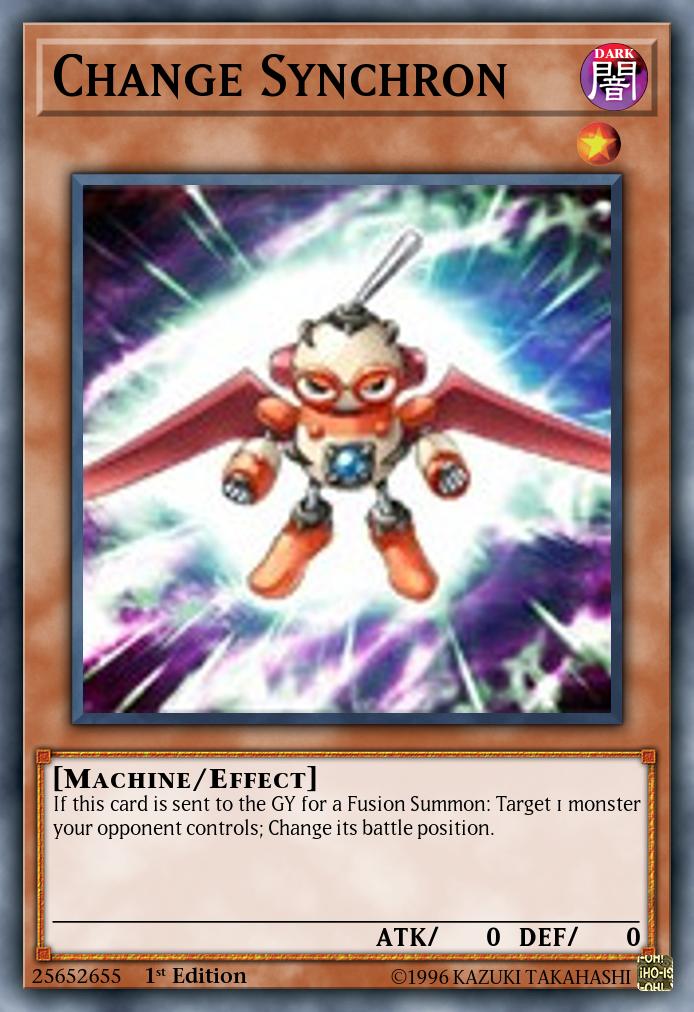 Change Synchron
DARK
闇
[Machine/Effect]
If this card is sent to the GY for a Fusion Summon: Target 1 monster
your opponent controls; Change its battle position.
ATK/ 0 DEF/ 0
25652655 1st Edition ©1996 KAZUKI TAKAHASHI